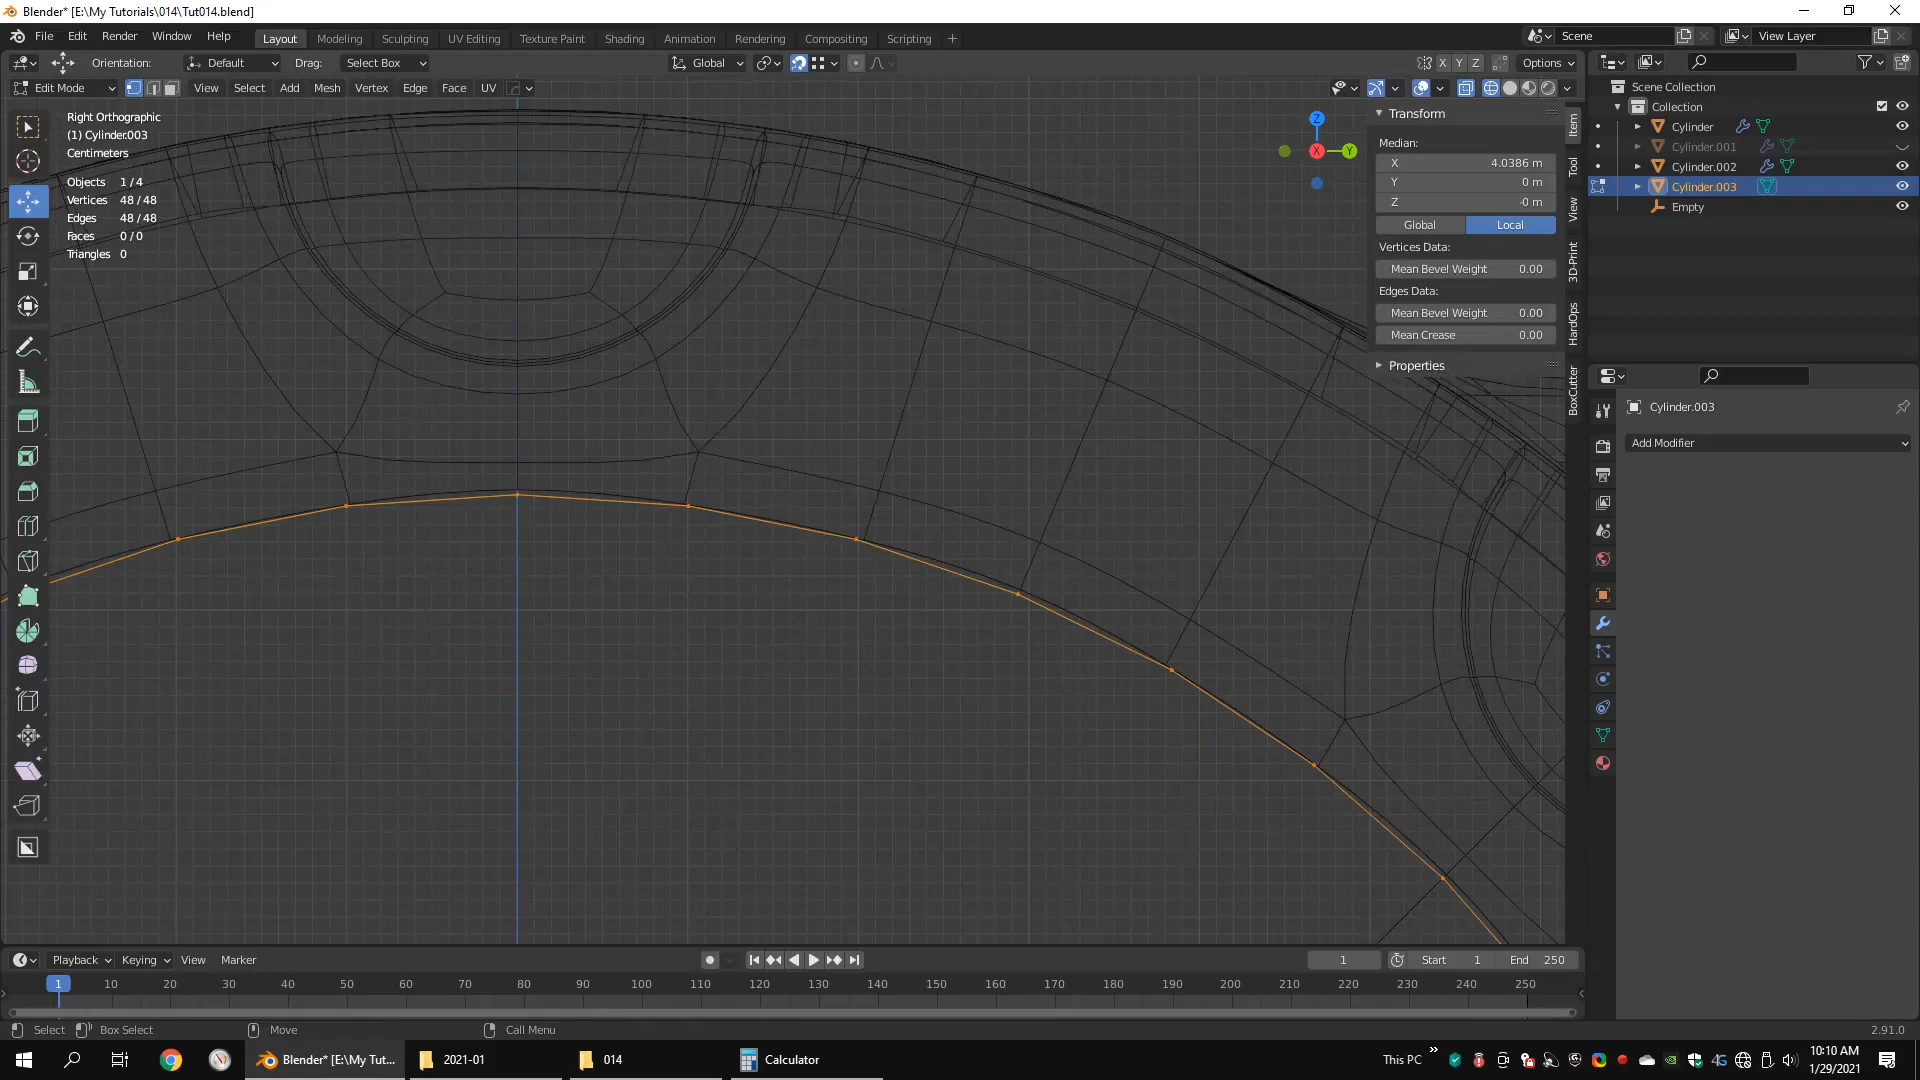 Blender* [E:\My Tutorials\014\Tut014.blend]
File Edit Render Window Help Layout Modeling Sculpting UV Editing Texture Paint Shading Animation Rendering Compositing Scripting + Scene View Layer
Orientation: Default Drag: Select Box Global X Y Z Options
Edit Mode View Select Add Mesh Vertex Edge Face UV
Right Orthographic
(1) Cylinder.003
Centimeters
Objects 1/4
Vertices 48/48
Edges 48/48
Faces 0/0
Triangles 0
Z
X
Y
Transform
Median:
X 4.0386 m
Y 0 m
Z -0 m
Global Local
Vertices Data:
Mean Bevel Weight 0.00
Edges Data:
Mean Bevel Weight 0.00
Mean Crease 0.00
Properties
Item
Tool
View
3D-Print
HardOps
BoxCutter
Scene Collection
Collection
Cylinder
Cylinder.001
Cylinder.002
Cylinder.003
Empty
Cylinder.003
Add Modifier
Playback Keying View Marker 1 Start 1 End 250
1 10 20 30 40 50 60 70 80 90 100 110 120 130 140 150 160 170 180 190 200 210 220 230 240 250
Select Box Select Move Call Menu 2.91.0
Blender* [E:\My Tut... 2021-01 014 Calculator This PC 4G
10:10 AM
1/29/2021